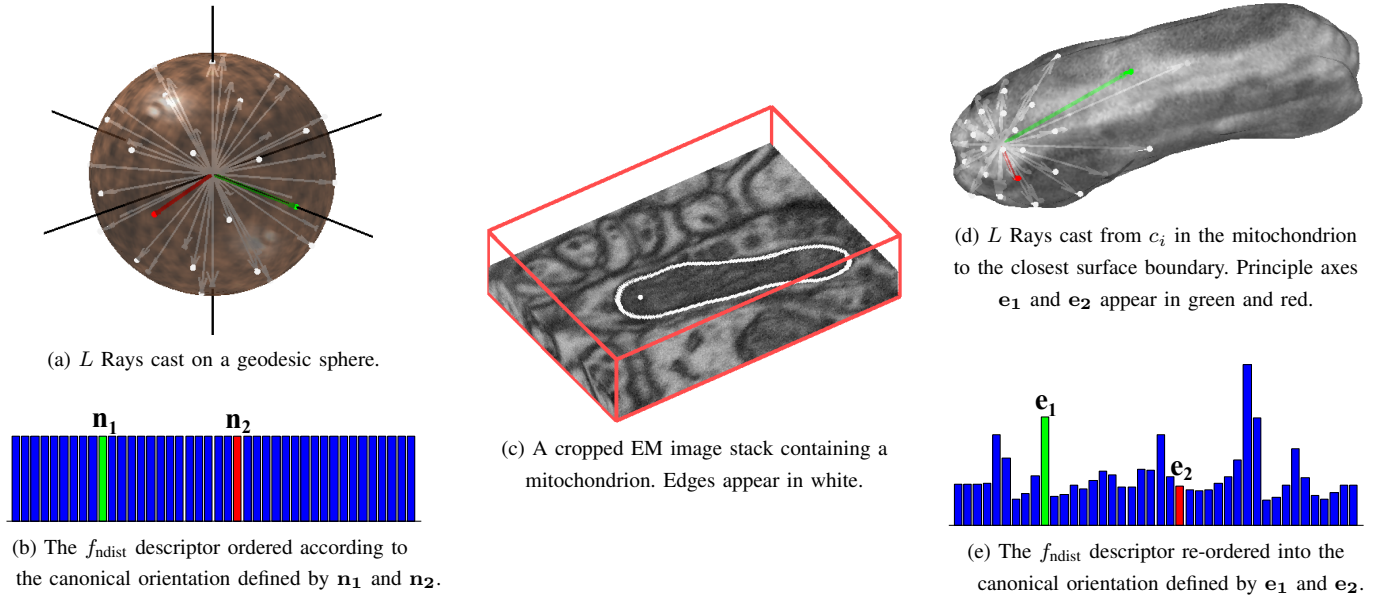 (a) L Rays cast on a geodesic sphere.
n1
n2
(b) The fndist descriptor ordered according to
the canonical orientation defined by n1 and n2.
(c) A cropped EM image stack containing a
mitochondrion. Edges appear in white.
(d) L Rays cast from ci in the mitochondrion
to the closest surface boundary. Principle axes
e1 and e2 appear in green and red.
e1
e2
(e) The fndist descriptor re-ordered into the
canonical orientation defined by e1 and e2.